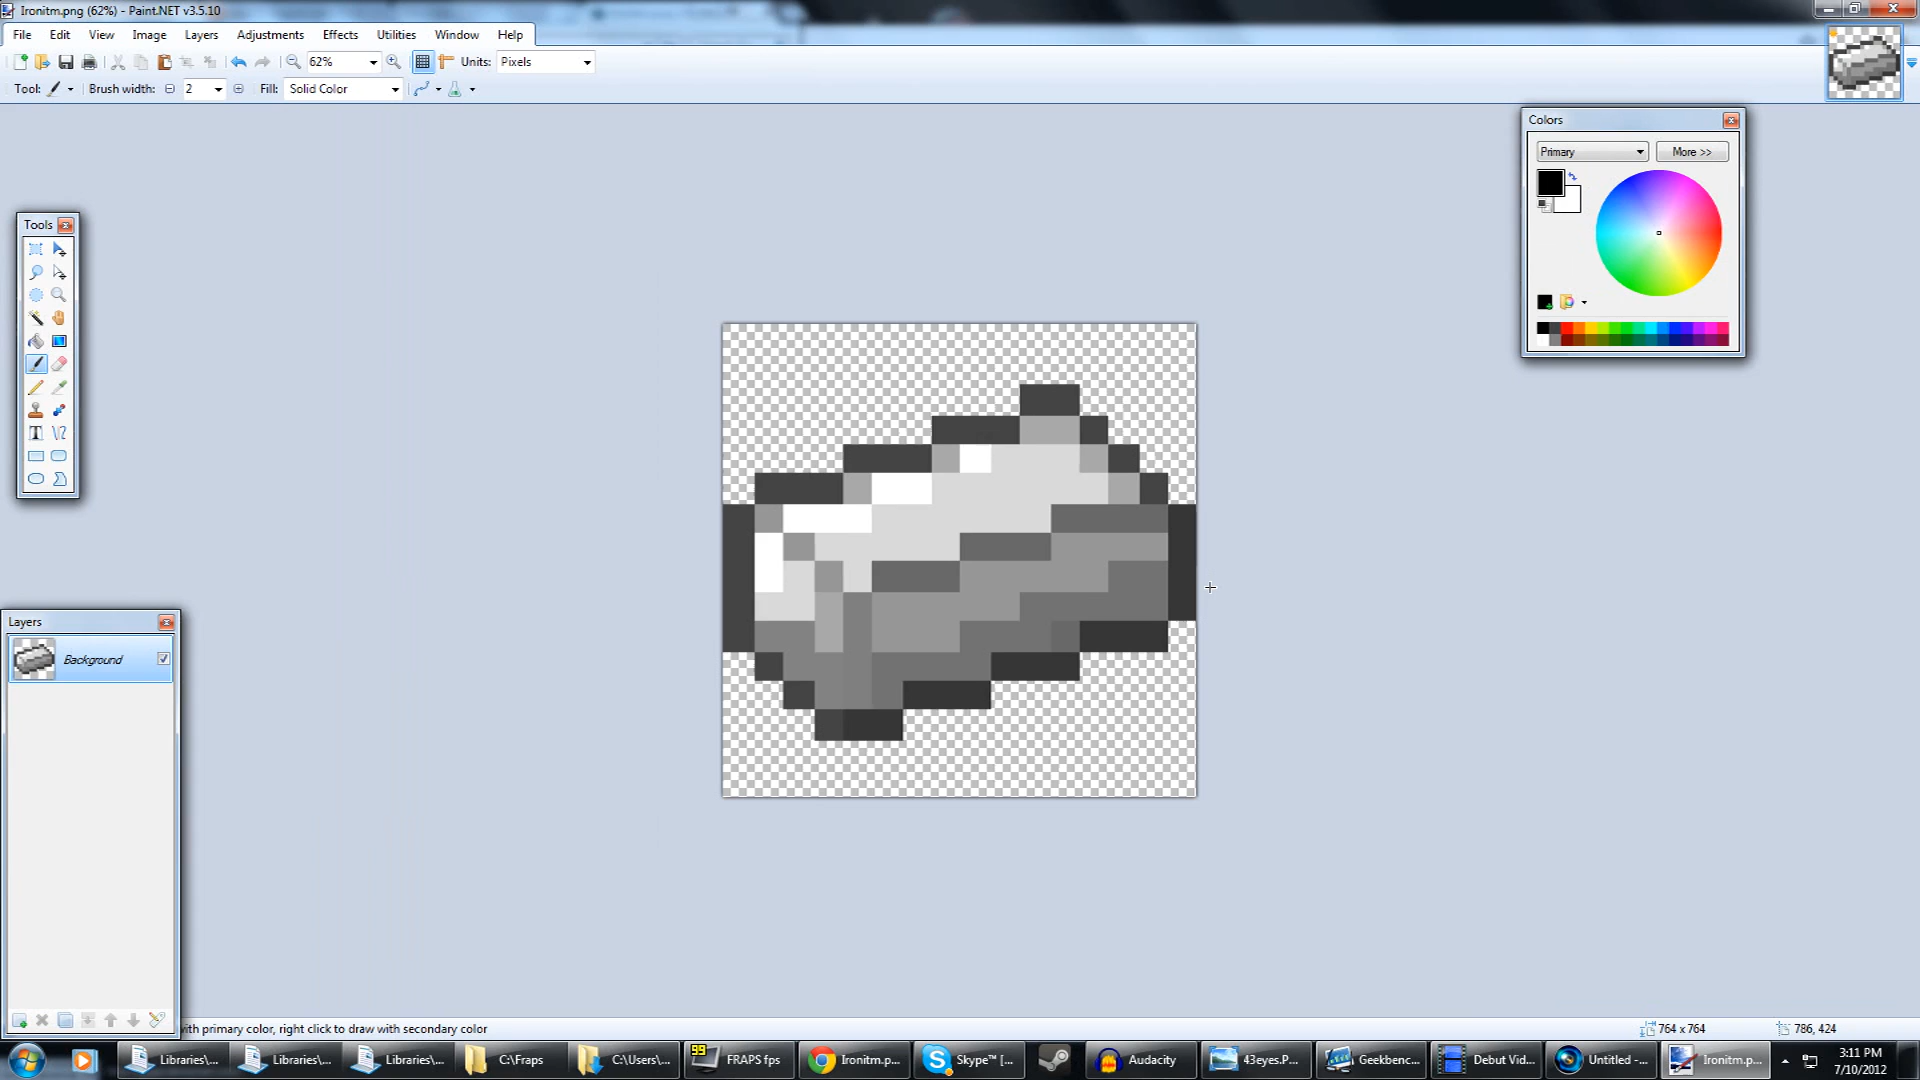 Ironitm.png (62%) - Paint.NET v3.5.10
File Edit View Image Layers Adjustments Effects Utilities Window Help
62% Units: Pixels
Tool: Brush width: 2 Fill: Solid Color
Colors
Primary More >>
Tools
T
Layers
Background
with primary color, right click to draw with secondary color
764 x 764
786, 424
Libraries\... Libraries\... Libraries\... C:\Fraps C:\Users\... 99 FRAPS fps Ironitm.p... Skype™ [... Audacity 43eyes.P... Geekbenc... Debut Vid... Untitled -... Ironitm.p...
3:11 PM
7/10/2012